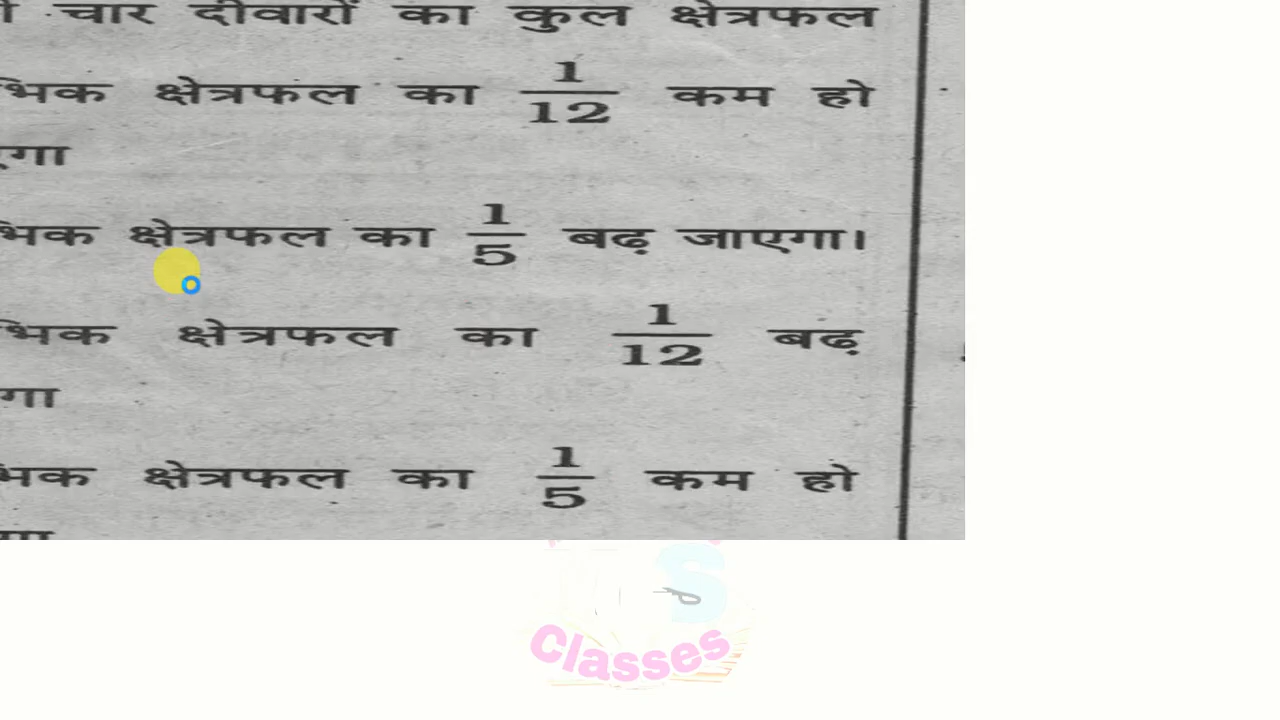 चार दीवारों का कुल क्षेत्रफल
क्षेत्रफल का 1/12 कम हो
क्षेत्रफल का 1/5 बढ़ जाएगा।
क्षेत्रफल का 1/12 बढ़
क्षेत्रफल का 1/5 कम हो
S
Classes